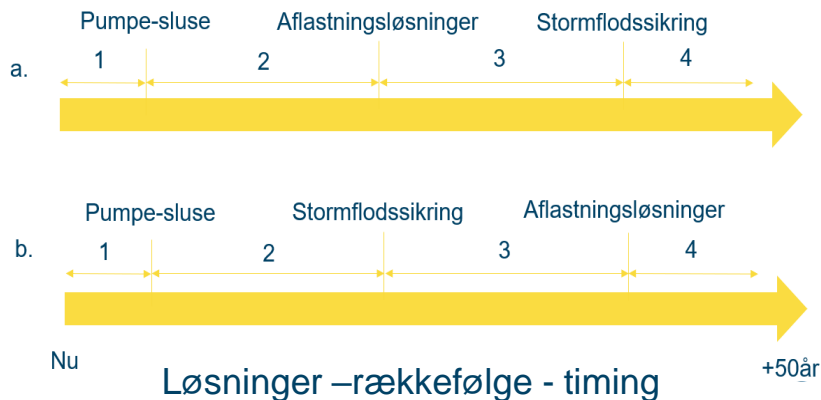 Pumpe-sluse Aflastningsløsninger Stormflodssikring
a. 1 2 3 4
Pumpe-sluse Stormflodssikring Aflastningsløsninger
b. 1 2 3 4
Nu +50år
Løsninger –rækkefølge - timing